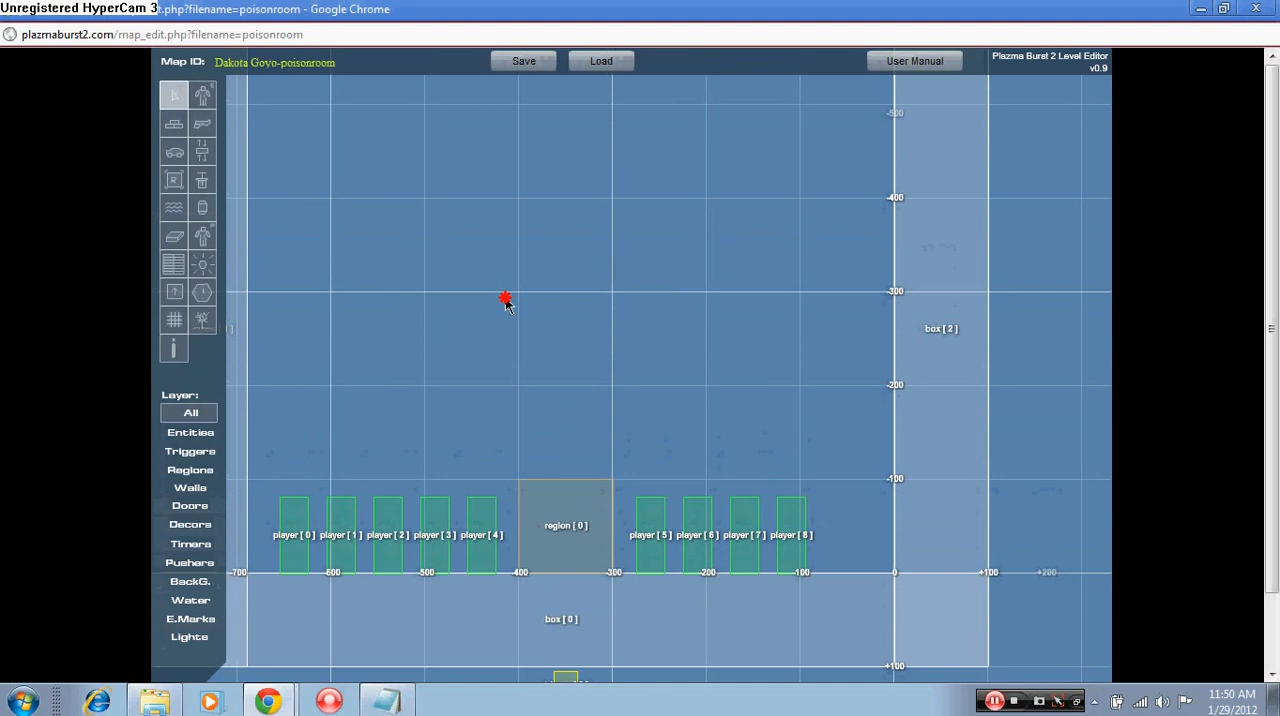 Unregistered HyperCam 3
.php?filename=poisonroom - Google Chrome
plazmaburst2.com/map_edit.php?filename=poisonroom
Map ID: Dakota Goyo-poisonroom
Save
Load
User Manual
Plazma Burst 2 Level Editor
v0.9
-500
-400
-300
box [ 2 ]
-200
-100
Layer:
All
Entities
Triggers
Regions
Walls
Doors
Decors
Timers
Pushers
BackG.
Water
E.Marks
Lights
region [ 0 ]
player [ 0 ] player [ 1 ] player [ 2 ] player [ 3 ] player [ 4 ] player [ 5 ] player [ 6 ] player [ 7 ] player [ 8 ]
-700 -600 -500 -400 -300 -200 -100 0 +100 +200
box [ 0 ]
+100
11:50 AM
1/29/2012